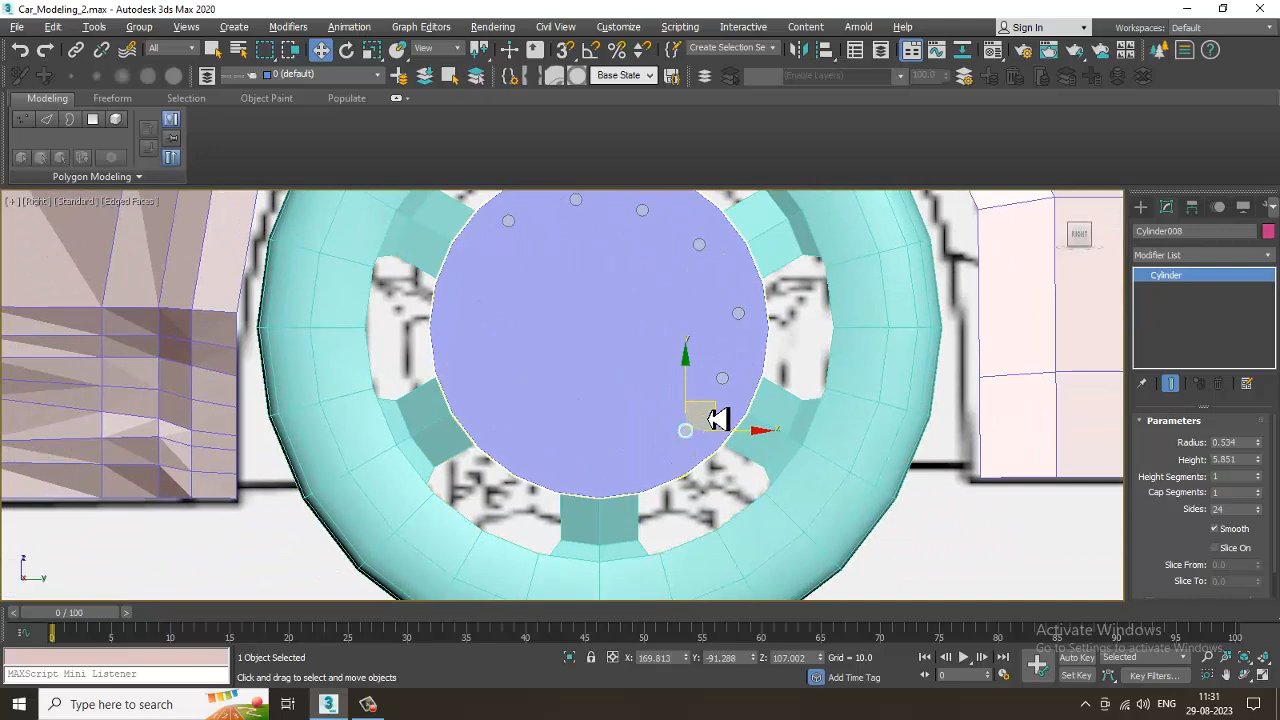 Car_Modeling_2.max - Autodesk 3ds Max 2020
File Edit Tools Group Views Create Modifiers Animation Graph Editors Rendering Civil View Customize Scripting Interactive Content Arnold Help Sign In Workspaces: Default
All View Create Selection Se
0 (default) Base State (Enable Layers) 100.0
Modeling Freeform Selection Object Paint Populate
Polygon Modeling
[+] [Right] [Standard] [Edged Faces]
RIGHT
Cylinder008
Modifier List
Cylinder
Parameters
Radius: 0.534
Height: 5.851
Height Segments: 1
Cap Segments: 1
Sides: 24
Smooth
Slice On
Slice From: 0.0
Slice To: 0.0
z
y
x
0 / 100
0 5 10 15 20 25 30 35 40 45 50 55 60 65 70 75 80 85 90 95 100
Activate Windows
Go to Settings to activate Windows.
1 Object Selected X: 169.813 Y: -91.288 Z: 107.002 Grid = 10.0 Auto Key Selected
MAXScript Mini Listener Click and drag to select and move objects Add Time Tag 0 Set Key Key Filters...
Type here to search ENG 11:31
29-08-2023